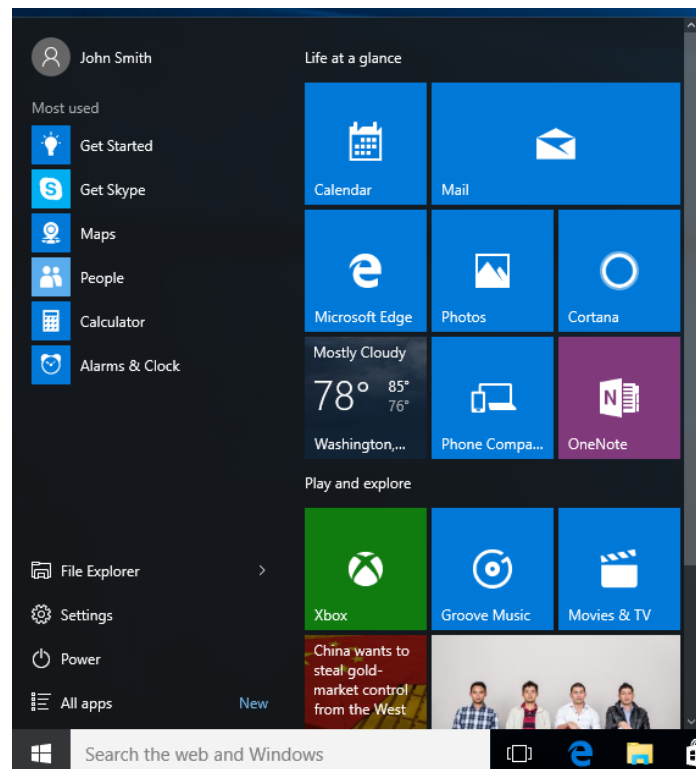 John Smith
Most used
Get Started
Get Skype
Maps
People
Calculator
Alarms & Clock
File Explorer
Settings
Power
All apps
New
Life at a glance
Calendar
Mail
Microsoft Edge
Photos
Cortana
Mostly Cloudy
78°
85°
76°
Washington,...
Phone Compa...
OneNote
Play and explore
Xbox
Groove Music
Movies & TV
China wants to
steal gold-
market control
from the West
Search the web and Windows